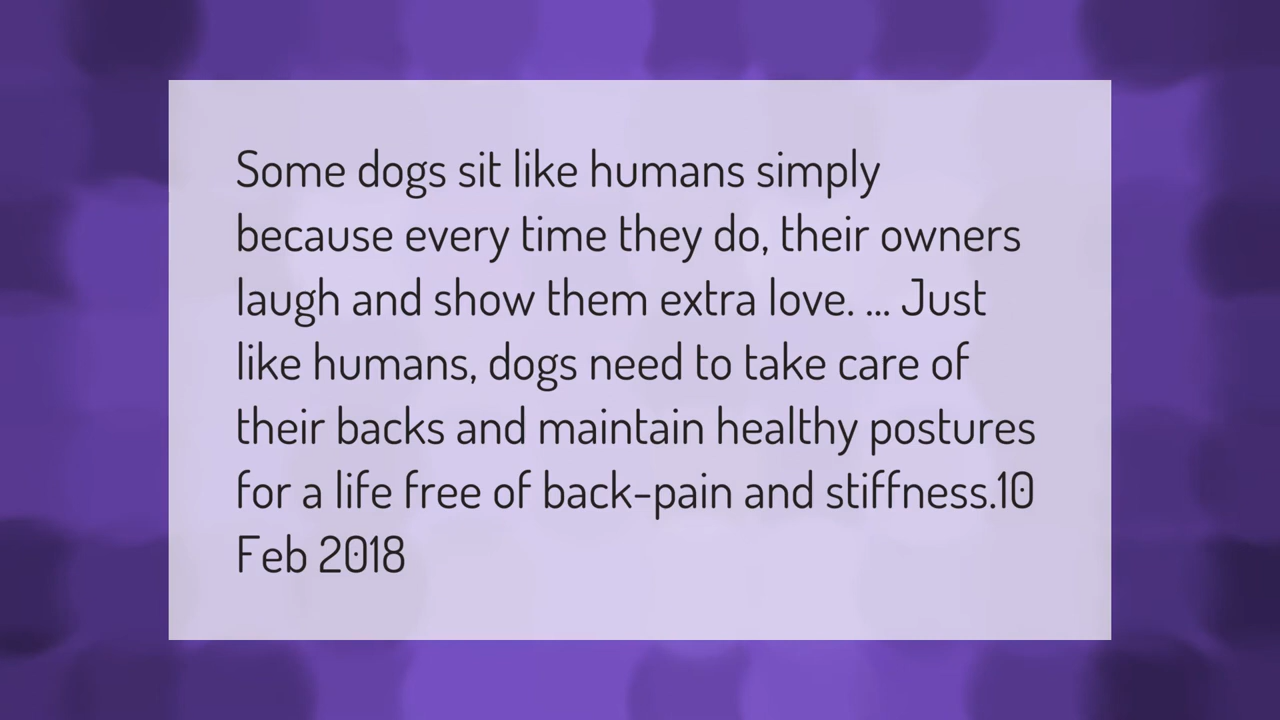 Some dogs sit like humans simply
because every time they do, their owners
laugh and show them extra love. ... Just
like humans, dogs need to take care of
their backs and maintain healthy postures
for a life free of back-pain and stiffness.10
Feb 2018